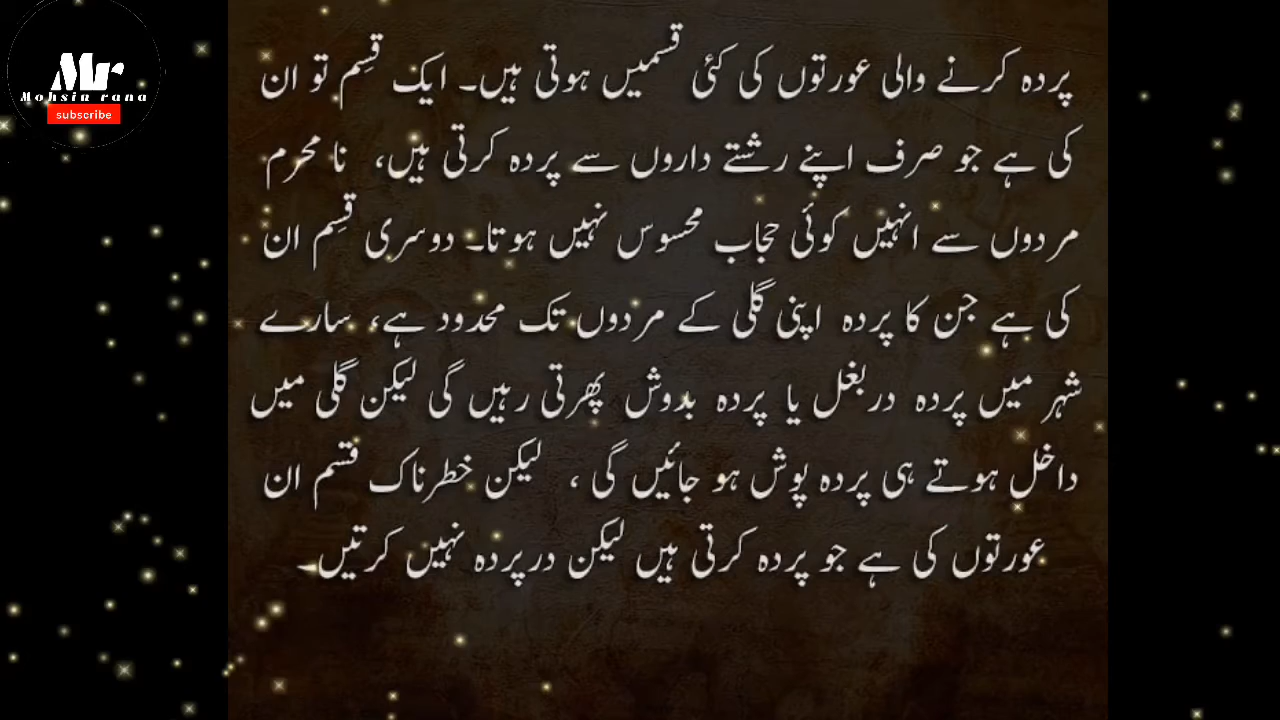 Mr
Mohsin rana
subscribe
پردہ کرنے والی عورتوں کی کئی قسمیں ہوتی ہیں۔ ایک قسِم تو ان
کی ہے جو صرف اپنے رشتے داروں سے پردہ کرتی ہیں، نا محرم
مردوں سے انہیں کوئی حجاب محسوس نہیں ہوتا۔ دوسری قسِم ان
کی ہے جن کا پردہ اپنی گلی کے مردوں تک محدود ہے، سارے
شہر میں پردہ دربغل یا پردہ بدوش پھرتی رہیں گی لیکن گلی میں
داخل ہوتے ہی پردہ پوش ہو جائیں گی ، لیکن خطرناک قسم ان
عورتوں کی ہے جو پردہ کرتی ہیں لیکن درپردہ نہیں کرتیں۔